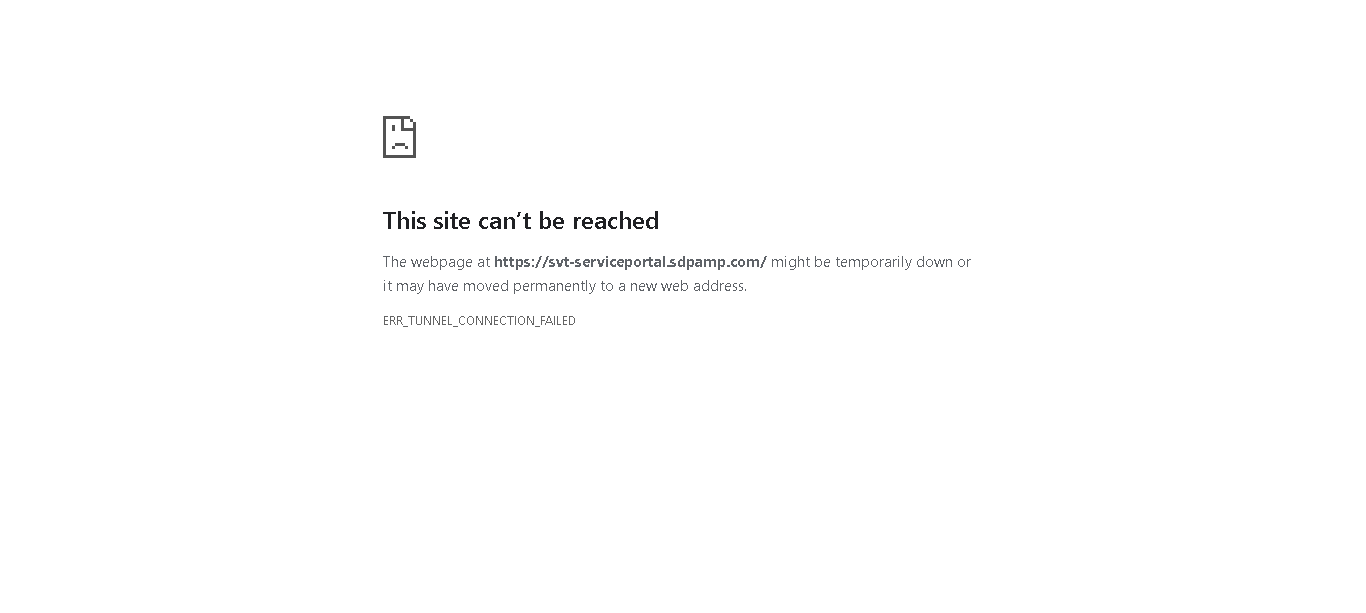 This site can’t be reached
The webpage at https://svt-serviceportal.sdpamp.com/ might be temporarily down or
it may have moved permanently to a new web address.
ERR_TUNNEL_CONNECTION_FAILED